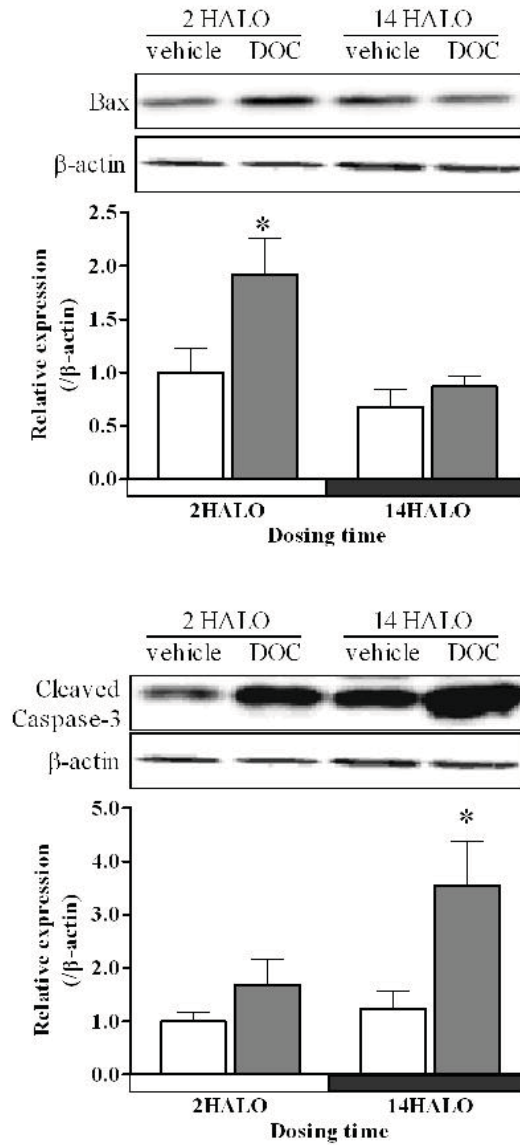 2 HALO 14 HALO
vehicle DOC vehicle DOC
Bax
β-actin
2.5
*
2.0
1.5
1.0
0.5
0.0
Relative expression
(/β-actin)
2HALO 14HALO
Dosing time
2 HALO 14 HALO
vehicle DOC vehicle DOC
Cleaved
Caspase-3
β-actin
5.0
*
4.0
3.0
2.0
1.0
0.0
Relative expression
(/β-actin)
2HALO 14HALO
Dosing time